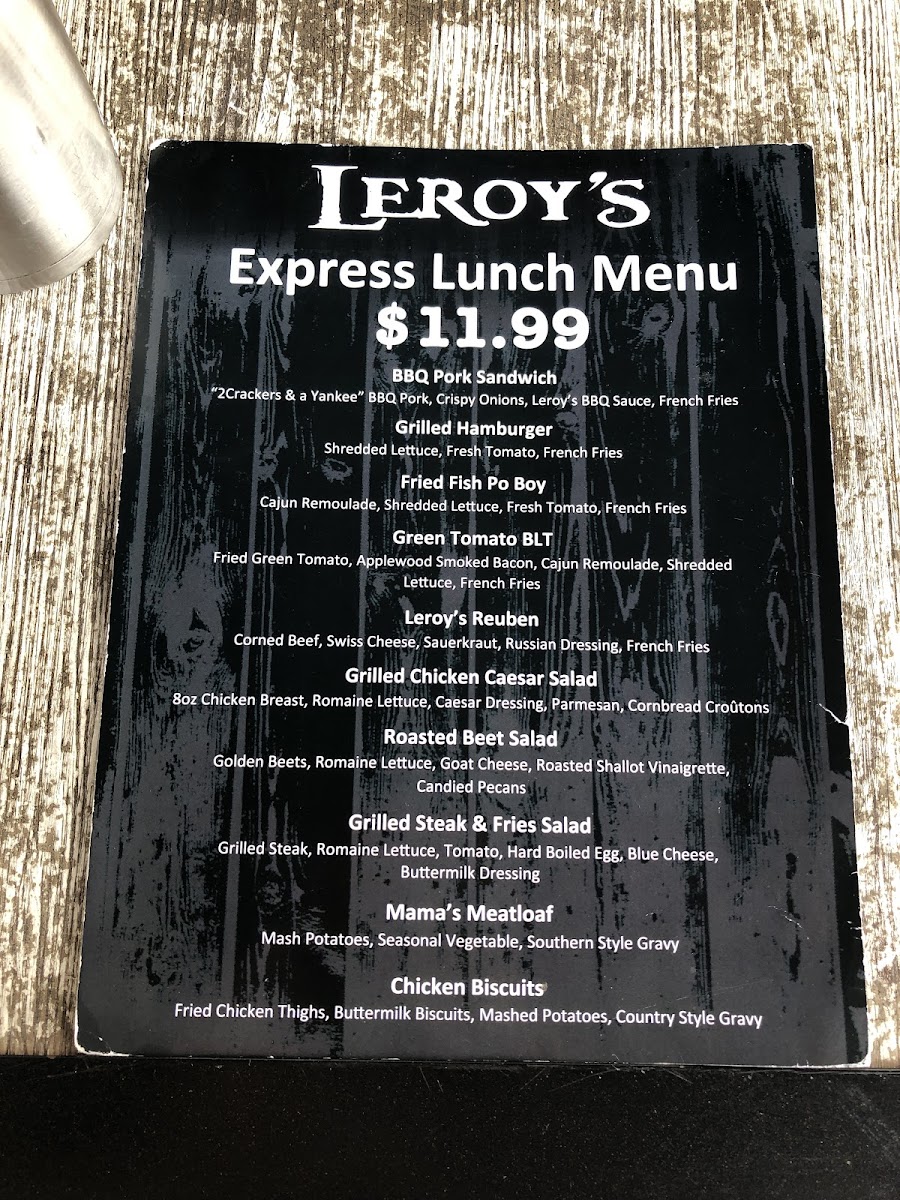 LEROY'S
Express Lunch Menu
$11.99
BBQ Pork Sandwich
"2Crackers & a Yankee" BBQ Pork, Crispy Onions, Leroy's BBQ Sauce, French Fries
Grilled Hamburger
Shredded Lettuce, Fresh Tomato, French Fries
Fried Fish Po Boy
Cajun Remoulade, Shredded Lettuce, Fresh Tomato, French Fries
Green Tomato BLT
Fried Green Tomato, Applewood Smoked Bacon, Cajun Remoulade, Shredded
Lettuce, French Fries
Leroy's Reuben
Corned Beef, Swiss Cheese, Sauerkraut, Russian Dressing, French Fries
Grilled Chicken Caesar Salad
8oz Chicken Breast, Romaine Lettuce, Caesar Dressing, Parmesan, Cornbread Croûtons
Roasted Beet Salad
Golden Beets, Romaine Lettuce, Goat Cheese, Roasted Shallot Vinaigrette,
Candied Pecans
Grilled Steak & Fries Salad
Grilled Steak, Romaine Lettuce, Tomato, Hard Boiled Egg, Blue Cheese,
Buttermilk Dressing
Mama's Meatloaf
Mash Potatoes, Seasonal Vegetable, Southern Style Gravy
Chicken Biscuits
Fried Chicken Thighs, Buttermilk Biscuits, Mashed Potatoes, Country Style Gravy